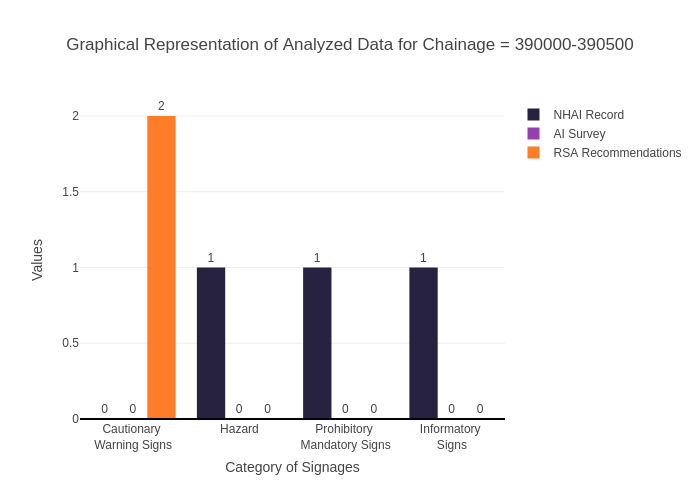 Graphical Representation of Analyzed Data for Chainage = 390000-390500
NHAI Record
AI Survey
RSA Recommendations
Values
2
1.5
1
0.5
0
0
0
2
1
0
0
1
0
0
1
0
0
Cautionary
Warning Signs
Hazard
Prohibitory
Mandatory Signs
Informatory
Signs
Category of Signages